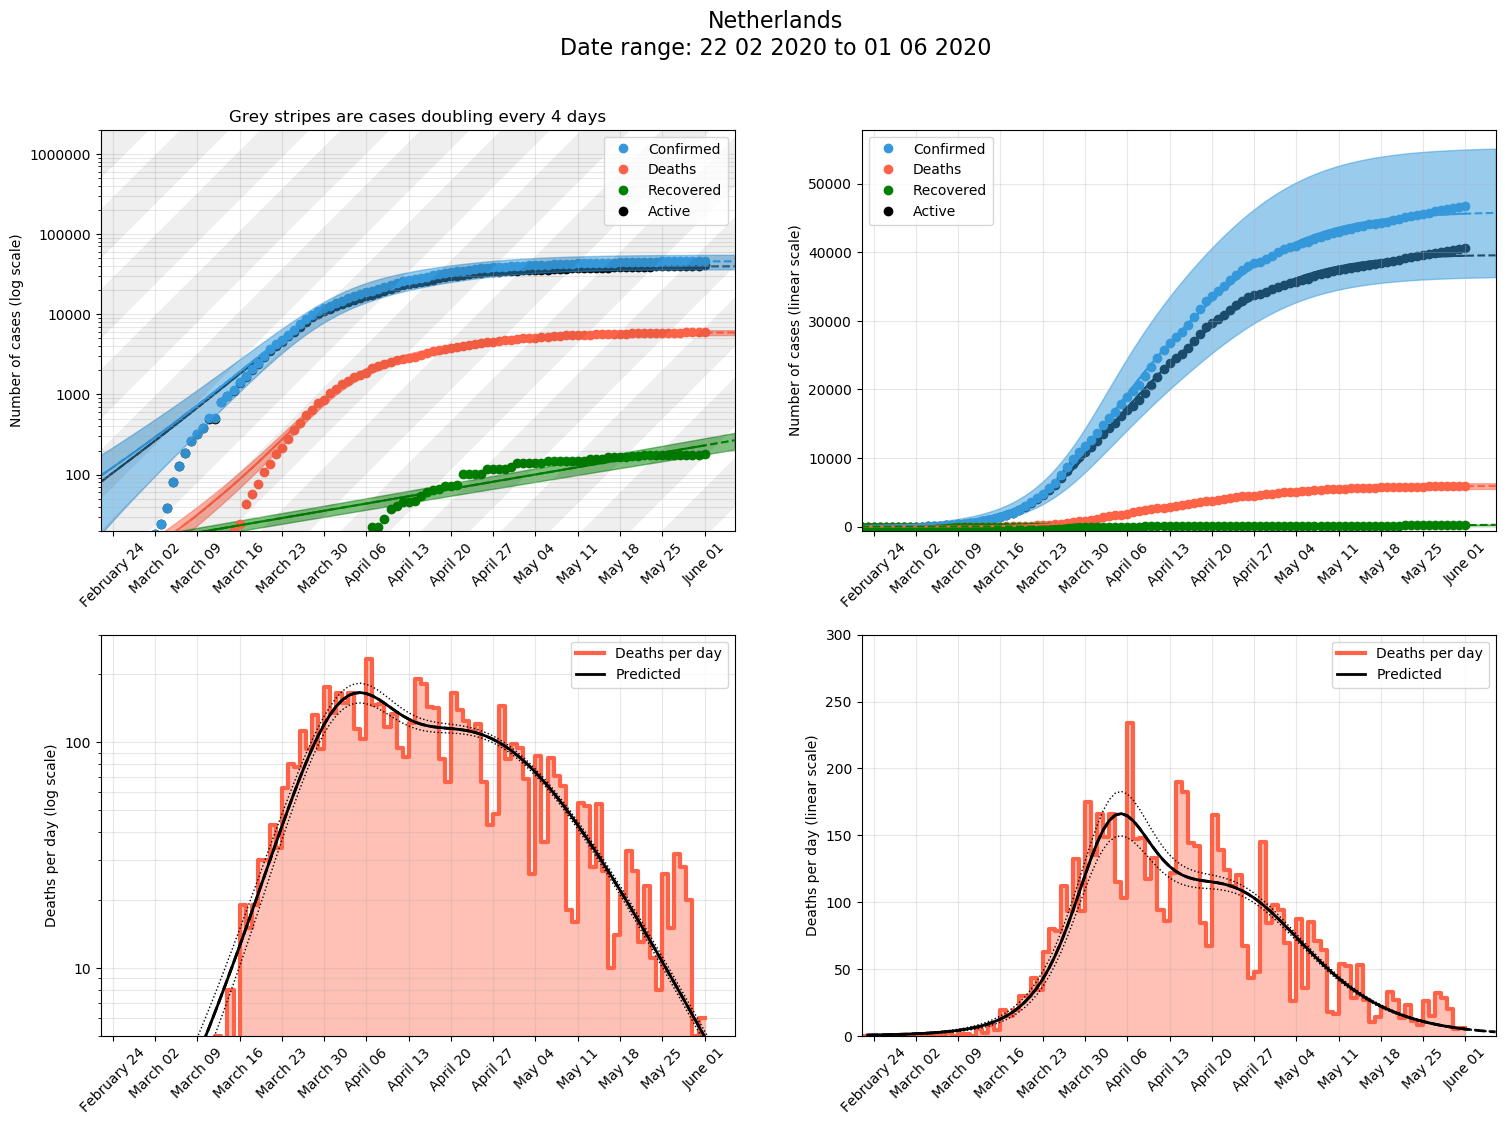 Netherlands
Date range: 22 02 2020 to 01 06 2020
Grey stripes are cases doubling every 4 days
Number of cases (log scale)
1000000
100000
10000
1000
100
Confirmed
Deaths
Recovered
Active
February 24
March 02
March 09
March 16
March 23
March 30
April 06
April 13
April 20
April 27
May 04
May 11
May 18
May 25
June 01
Number of cases (linear scale)
50000
40000
30000
20000
10000
0
Confirmed
Deaths
Recovered
Active
February 24
March 02
March 09
March 16
March 23
March 30
April 06
April 13
April 20
April 27
May 04
May 11
May 18
May 25
June 01
Deaths per day (log scale)
100
10
Deaths per day
Predicted
February 24
March 02
March 09
March 16
March 23
March 30
April 06
April 13
April 20
April 27
May 04
May 11
May 18
May 25
June 01
Deaths per day (linear scale)
300
250
200
150
100
50
0
Deaths per day
Predicted
February 24
March 02
March 09
March 16
March 23
March 30
April 06
April 13
April 20
April 27
May 04
May 11
May 18
May 25
June 01